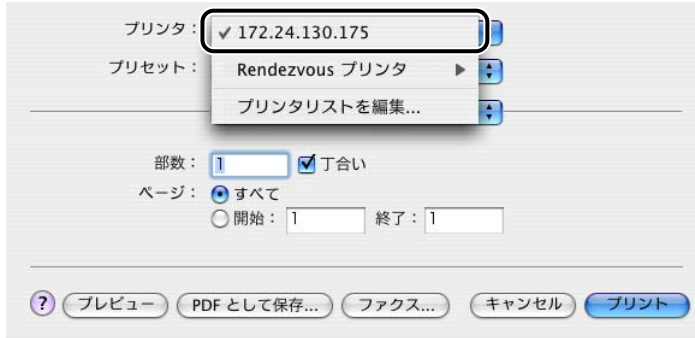 プリンタ： ✓ 172.24.130.175
プリセット： Rendezvous プリンタ ▶
プリンタリストを編集...
部数： 1 丁合い
ページ： すべて
開始： 1 終了： 1
? プレビュー PDF として保存... ファクス... キャンセル プリント